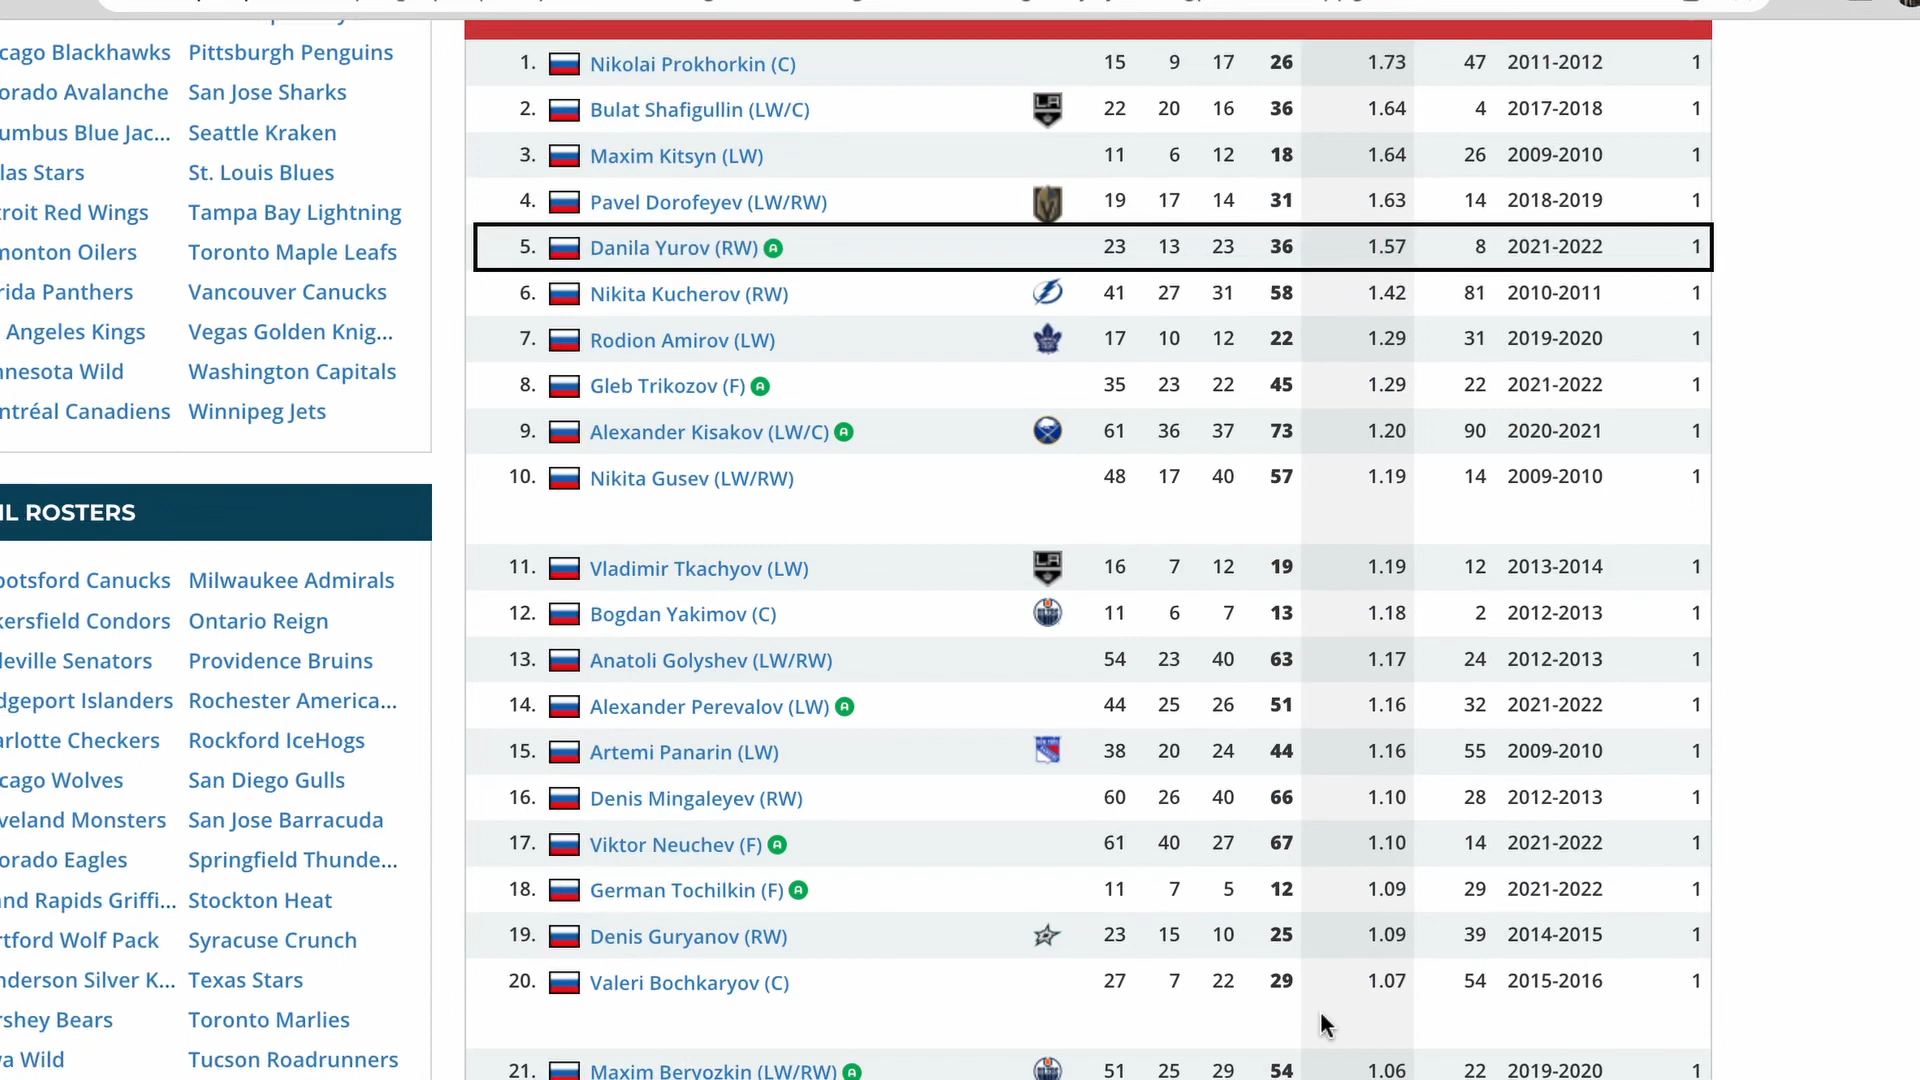 cago Blackhawks Pittsburgh Penguins
orado Avalanche San Jose Sharks
umbus Blue Jac... Seattle Kraken
las Stars St. Louis Blues
troit Red Wings Tampa Bay Lightning
monton Oilers Toronto Maple Leafs
rida Panthers Vancouver Canucks
Angeles Kings Vegas Golden Knig...
nnesota Wild Washington Capitals
ntréal Canadiens Winnipeg Jets
L ROSTERS
botsford Canucks Milwaukee Admirals
kersfield Condors Ontario Reign
lleville Senators Providence Bruins
dgeport Islanders Rochester America...
arlotte Checkers Rockford IceHogs
cago Wolves San Diego Gulls
eveland Monsters San Jose Barracuda
orado Eagles Springfield Thunde...
and Rapids Griffi... Stockton Heat
rtford Wolf Pack Syracuse Crunch
nderson Silver K... Texas Stars
rshey Bears Toronto Marlies
a Wild Tucson Roadrunners
1. Nikolai Prokhorkin (C) 15 9 17 26 1.73 47 2011-2012 1
2. Bulat Shafigullin (LW/C) LA 22 20 16 36 1.64 4 2017-2018 1
3. Maxim Kitsyn (LW) 11 6 12 18 1.64 26 2009-2010 1
4. Pavel Dorofeyev (LW/RW) 19 17 14 31 1.63 14 2018-2019 1
5. Danila Yurov (RW) A 23 13 23 36 1.57 8 2021-2022 1
6. Nikita Kucherov (RW) 41 27 31 58 1.42 81 2010-2011 1
7. Rodion Amirov (LW) 17 10 12 22 1.29 31 2019-2020 1
8. Gleb Trikozov (F) A 35 23 22 45 1.29 22 2021-2022 1
9. Alexander Kisakov (LW/C) A 61 36 37 73 1.20 90 2020-2021 1
10. Nikita Gusev (LW/RW) 48 17 40 57 1.19 14 2009-2010 1
11. Vladimir Tkachyov (LW) LA 16 7 12 19 1.19 12 2013-2014 1
12. Bogdan Yakimov (C) 11 6 7 13 1.18 2 2012-2013 1
13. Anatoli Golyshev (LW/RW) 54 23 40 63 1.17 24 2012-2013 1
14. Alexander Perevalov (LW) A 44 25 26 51 1.16 32 2021-2022 1
15. Artemi Panarin (LW) 38 20 24 44 1.16 55 2009-2010 1
16. Denis Mingaleyev (RW) 60 26 40 66 1.10 28 2012-2013 1
17. Viktor Neuchev (F) A 61 40 27 67 1.10 14 2021-2022 1
18. German Tochilkin (F) A 11 7 5 12 1.09 29 2021-2022 1
19. Denis Guryanov (RW) 23 15 10 25 1.09 39 2014-2015 1
20. Valeri Bochkaryov (C) 27 7 22 29 1.07 54 2015-2016 1
21. Maxim Beryozkin (LW/RW) A 51 25 29 54 1.06 22 2019-2020 1